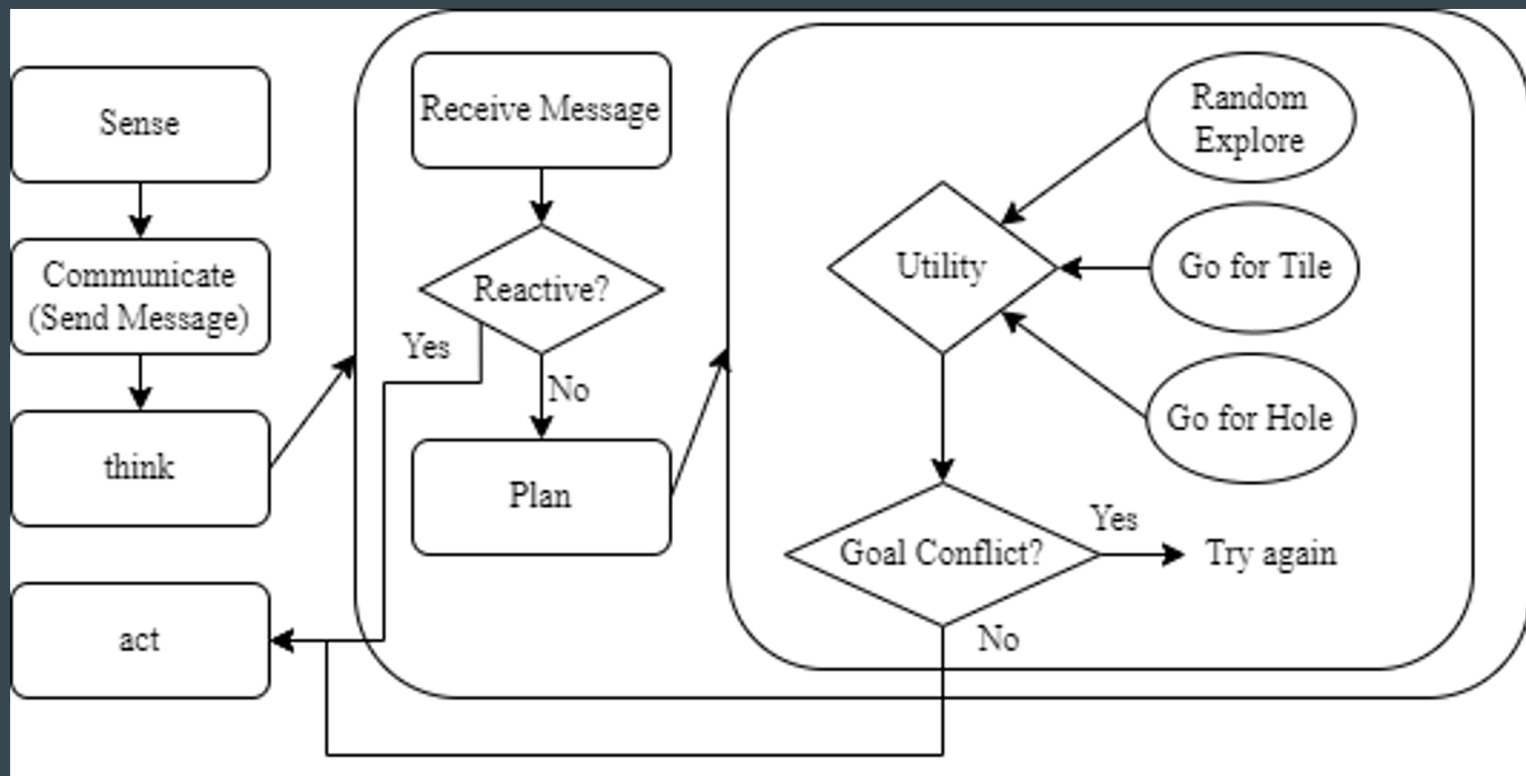 Sense
Communicate
(Send Message)
think
act
Receive Message
Reactive?
Yes
No
Plan
Random
Explore
Utility
Go for Tile
Go for Hole
Goal Conflict?
Yes
Try again
No